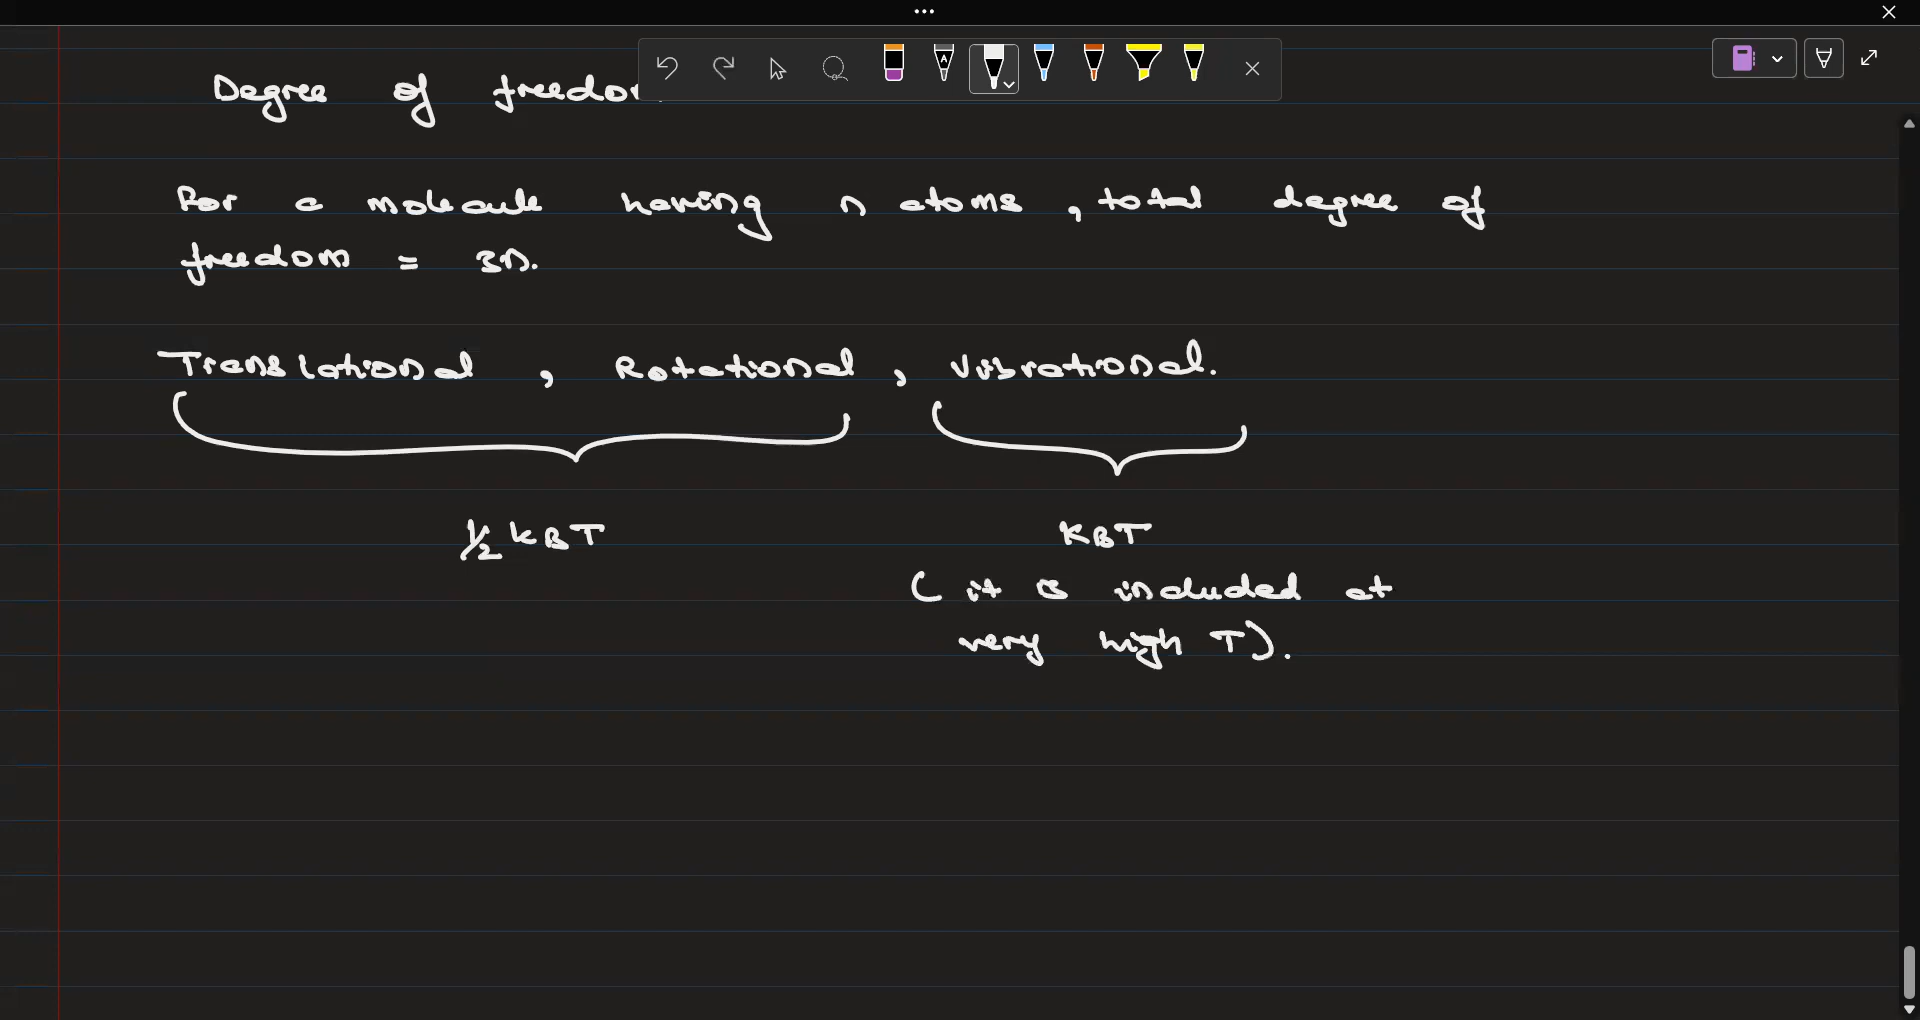 Degree of freedom
For a molecule having n atoms, total degree of
freedom = 3n.
Translational, Rotational, Vibrational.
1/2 kBT KBT
(it is included at
very high T).